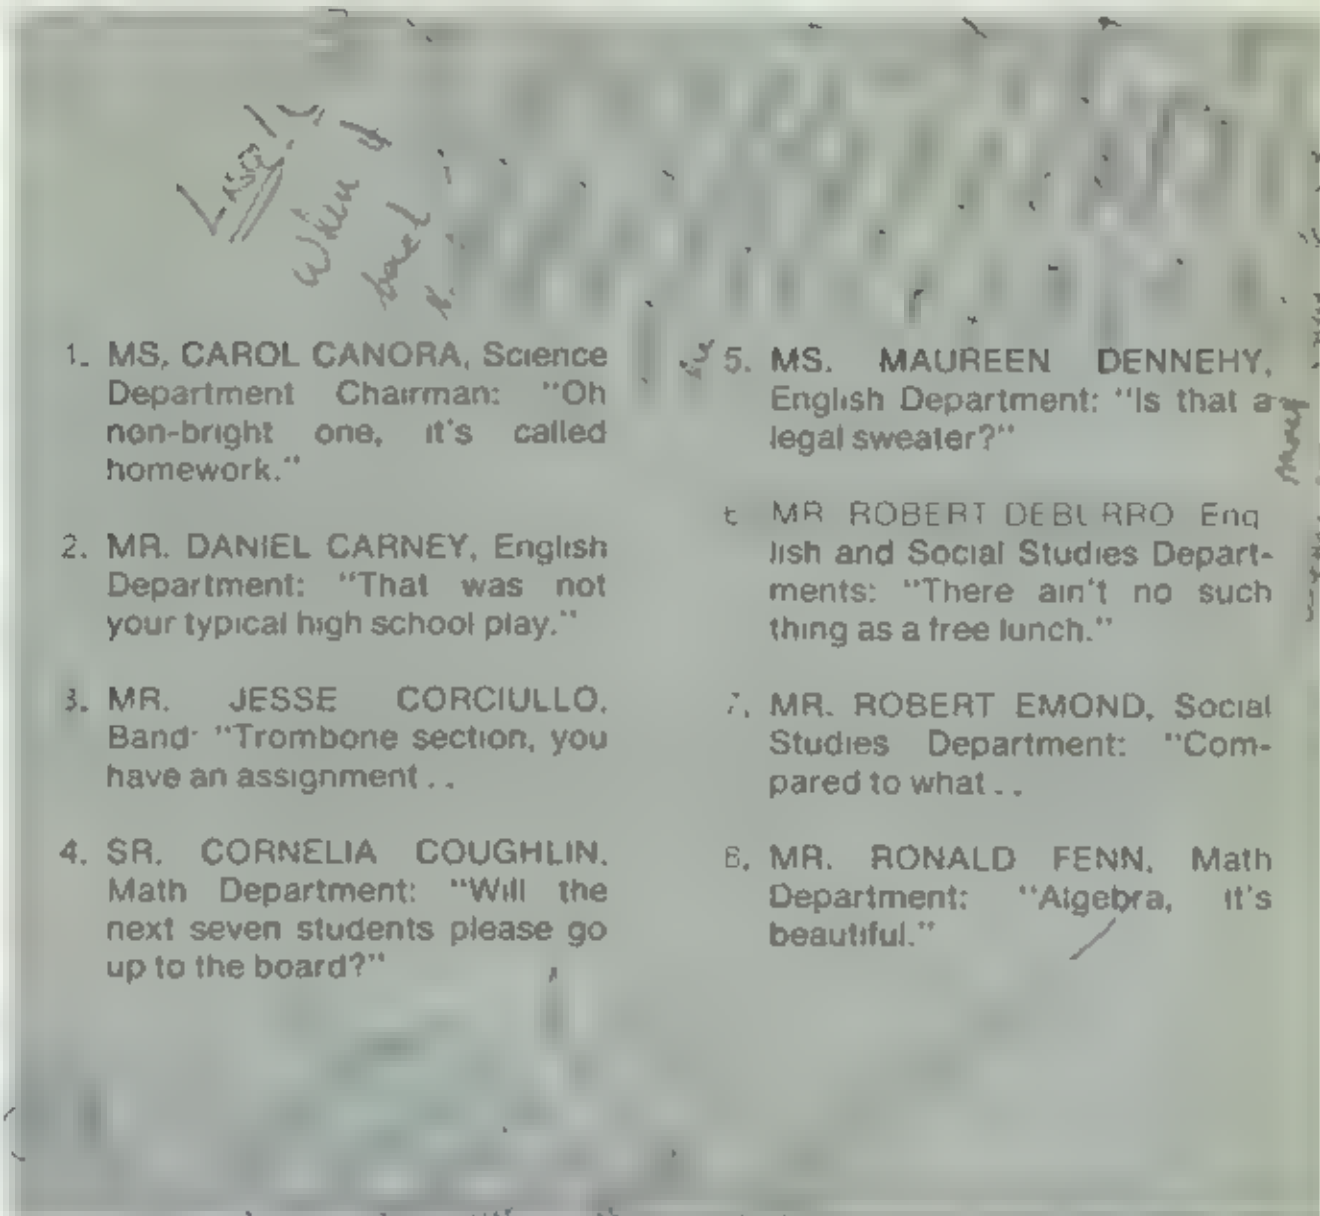 When I
1. MS. CAROL CANORA, Science
Department Chairman: "Oh
non-bright one, it's called
homework."
2. MR. DANIEL CARNEY, English
Department: "That was not
your typical high school play."
3. MR. JESSE CORCIULLO,
Band: "Trombone section, you
have an assignment . .
4. SR. CORNELIA COUGHLIN,
Math Department: "Will the
next seven students please go
up to the board?"
5. MS. MAUREEN DENNEHY,
English Department: "Is that a
legal sweater?"
MR ROBERT Eng
lish and Social Studies Depart-
ments: "There ain't no such
thing as a free lunch."
7. MR. ROBERT EMOND, Social
Studies Department: "Com-
pared to what . .
8. MR. RONALD FENN, Math
Department: "Algebra, it's
beautiful."